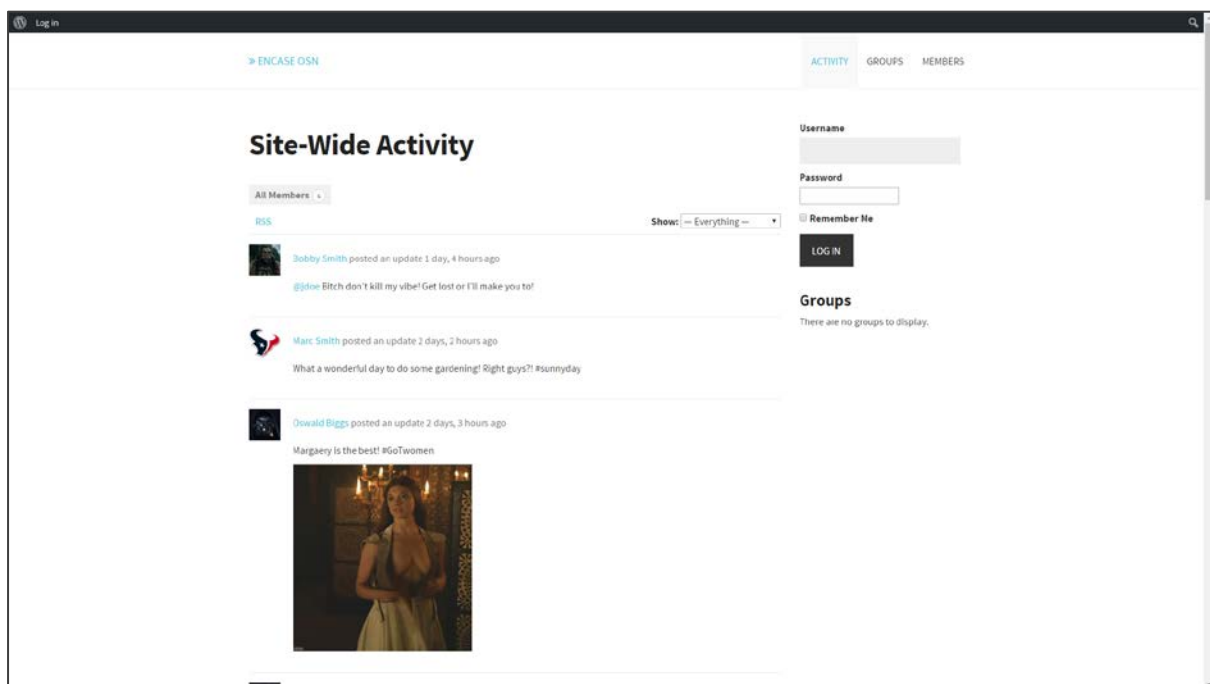 Log in
» ENCASE OSN
ACTIVITY GROUPS MEMBERS
Site-Wide Activity
All Members
RSS
Show: — Everything —
Bobby Smith posted an update 1 day, 4 hours ago
@jdoe Bitch don't kill my vibe! Get lost or I'll make you to!
Marc Smith posted an update 2 days, 2 hours ago
What a wonderful day to do some gardening! Right guys?! #sunnyday
Oswald Biggs posted an update 2 days, 3 hours ago
Margaery is the best! #GoTwomen
Username
Password
Remember Me
LOG IN
Groups
There are no groups to display.